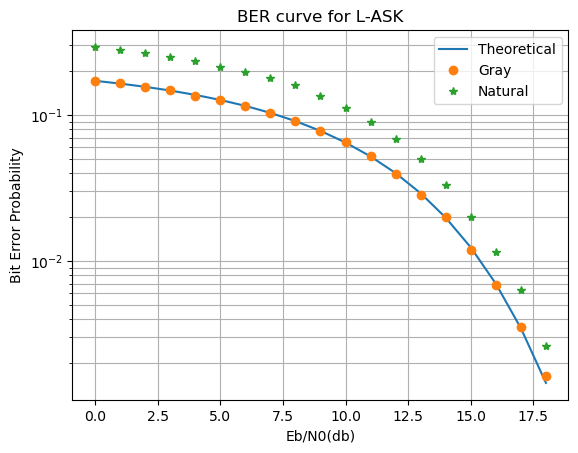 BER curve for L-ASK
Theoretical
Gray
Natural
Bit Error Probability
10⁻¹
10⁻²
0.0 2.5 5.0 7.5 10.0 12.5 15.0 17.5
Eb/N0(db)